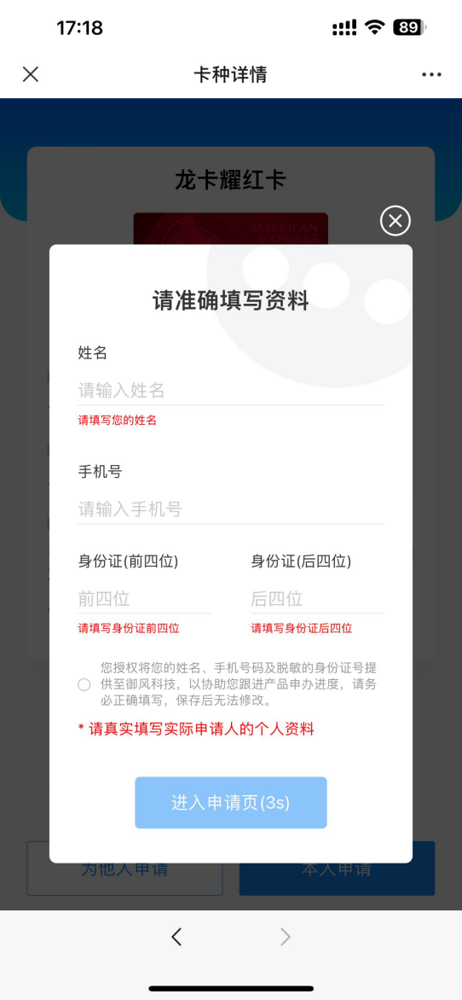 17:18
89
卡种详情
龙卡耀红卡
AMERICAN
EXPRESS
请准确填写资料
姓名
请输入姓名
请填写您的姓名
手机号
请输入手机号
身份证(前四位) 身份证(后四位)
前四位 后四位
请填写身份证前四位 请填写身份证后四位
您授权将您的姓名、手机号码及脱敏的身份证号提
供至御风科技，以协助您跟进产品申办进度，请务
必正确填写，保存后无法修改。
* 请真实填写实际申请人的个人资料
进入申请页(3s)
为他人申请 本人申请